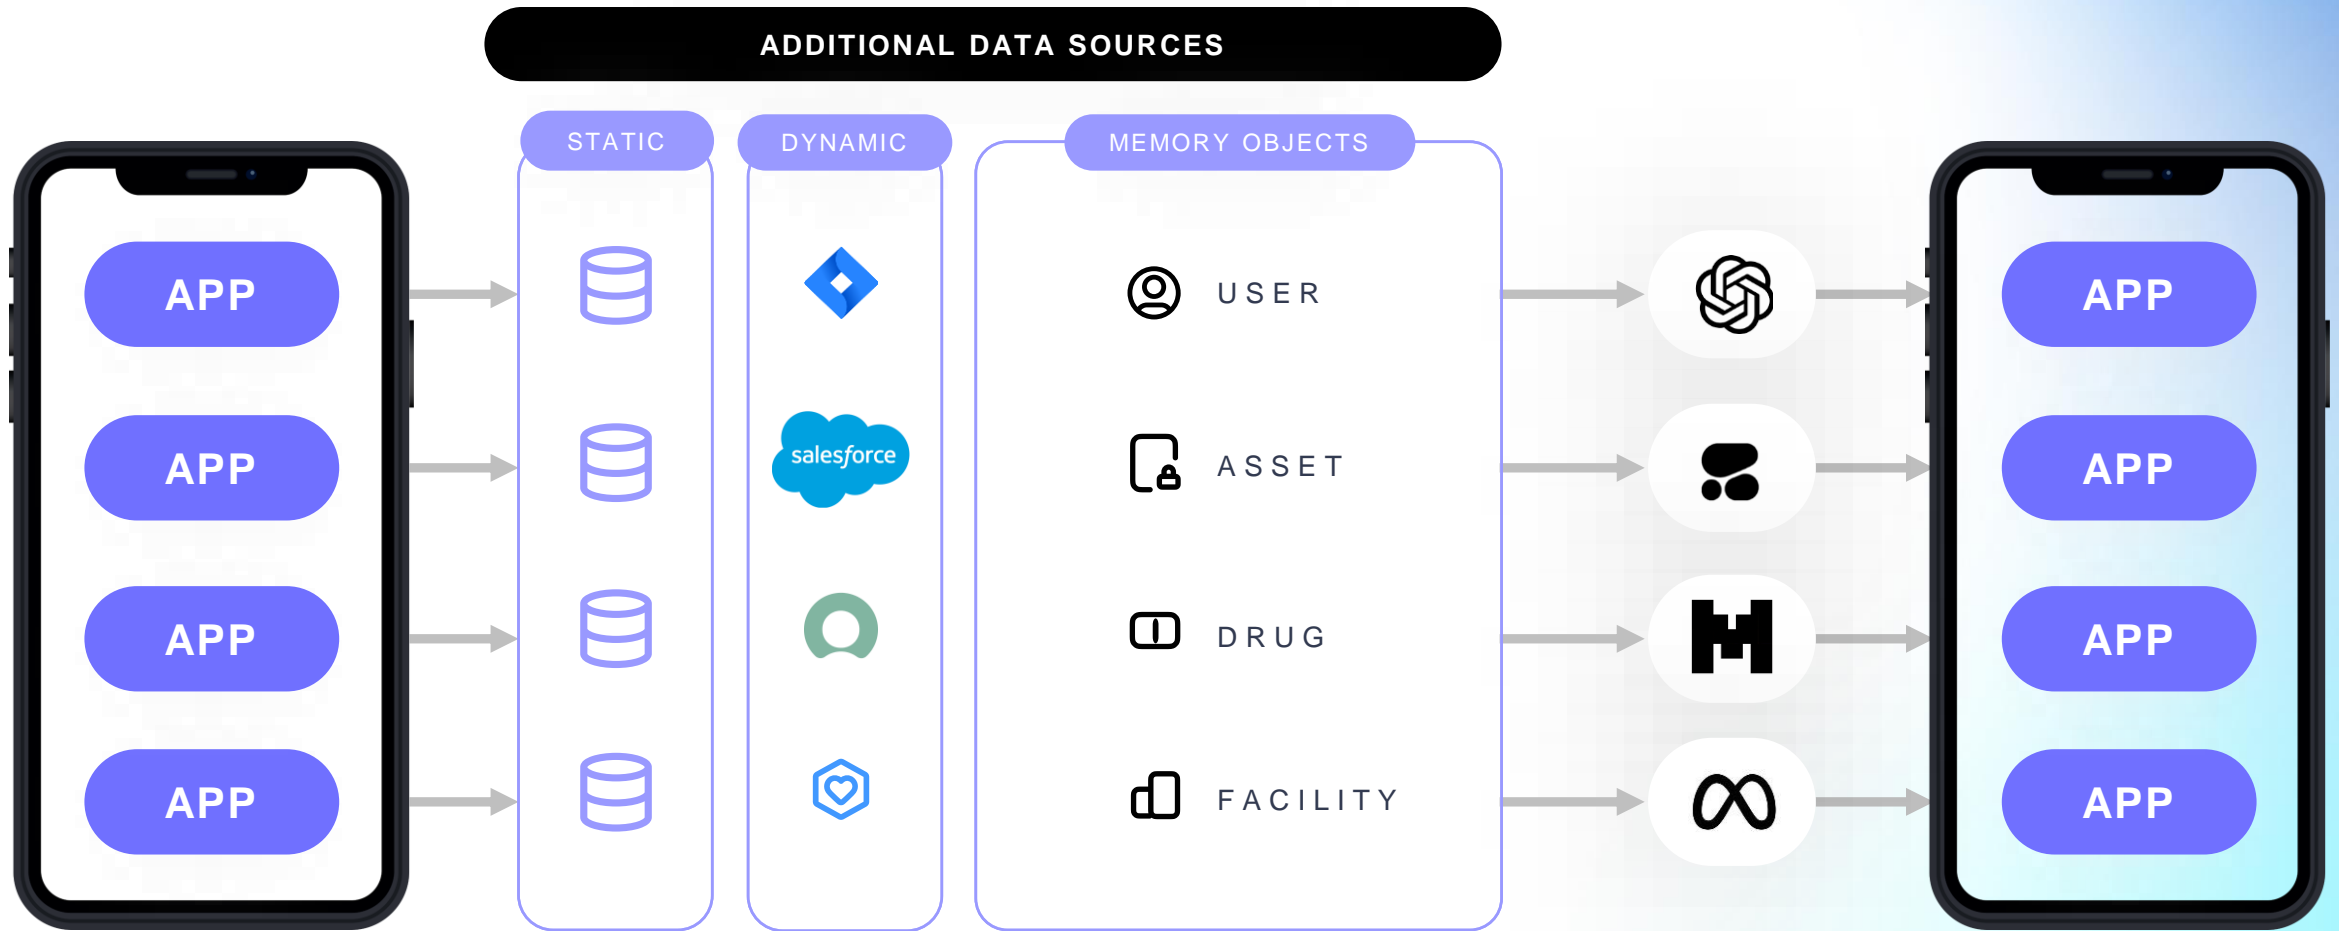 ADDITIONAL DATA SOURCES
STATIC
DYNAMIC
MEMORY OBJECTS
APP
USER
APP
APP
salesforce
ASSET
APP
APP
DRUG
APP
APP
FACILITY
APP